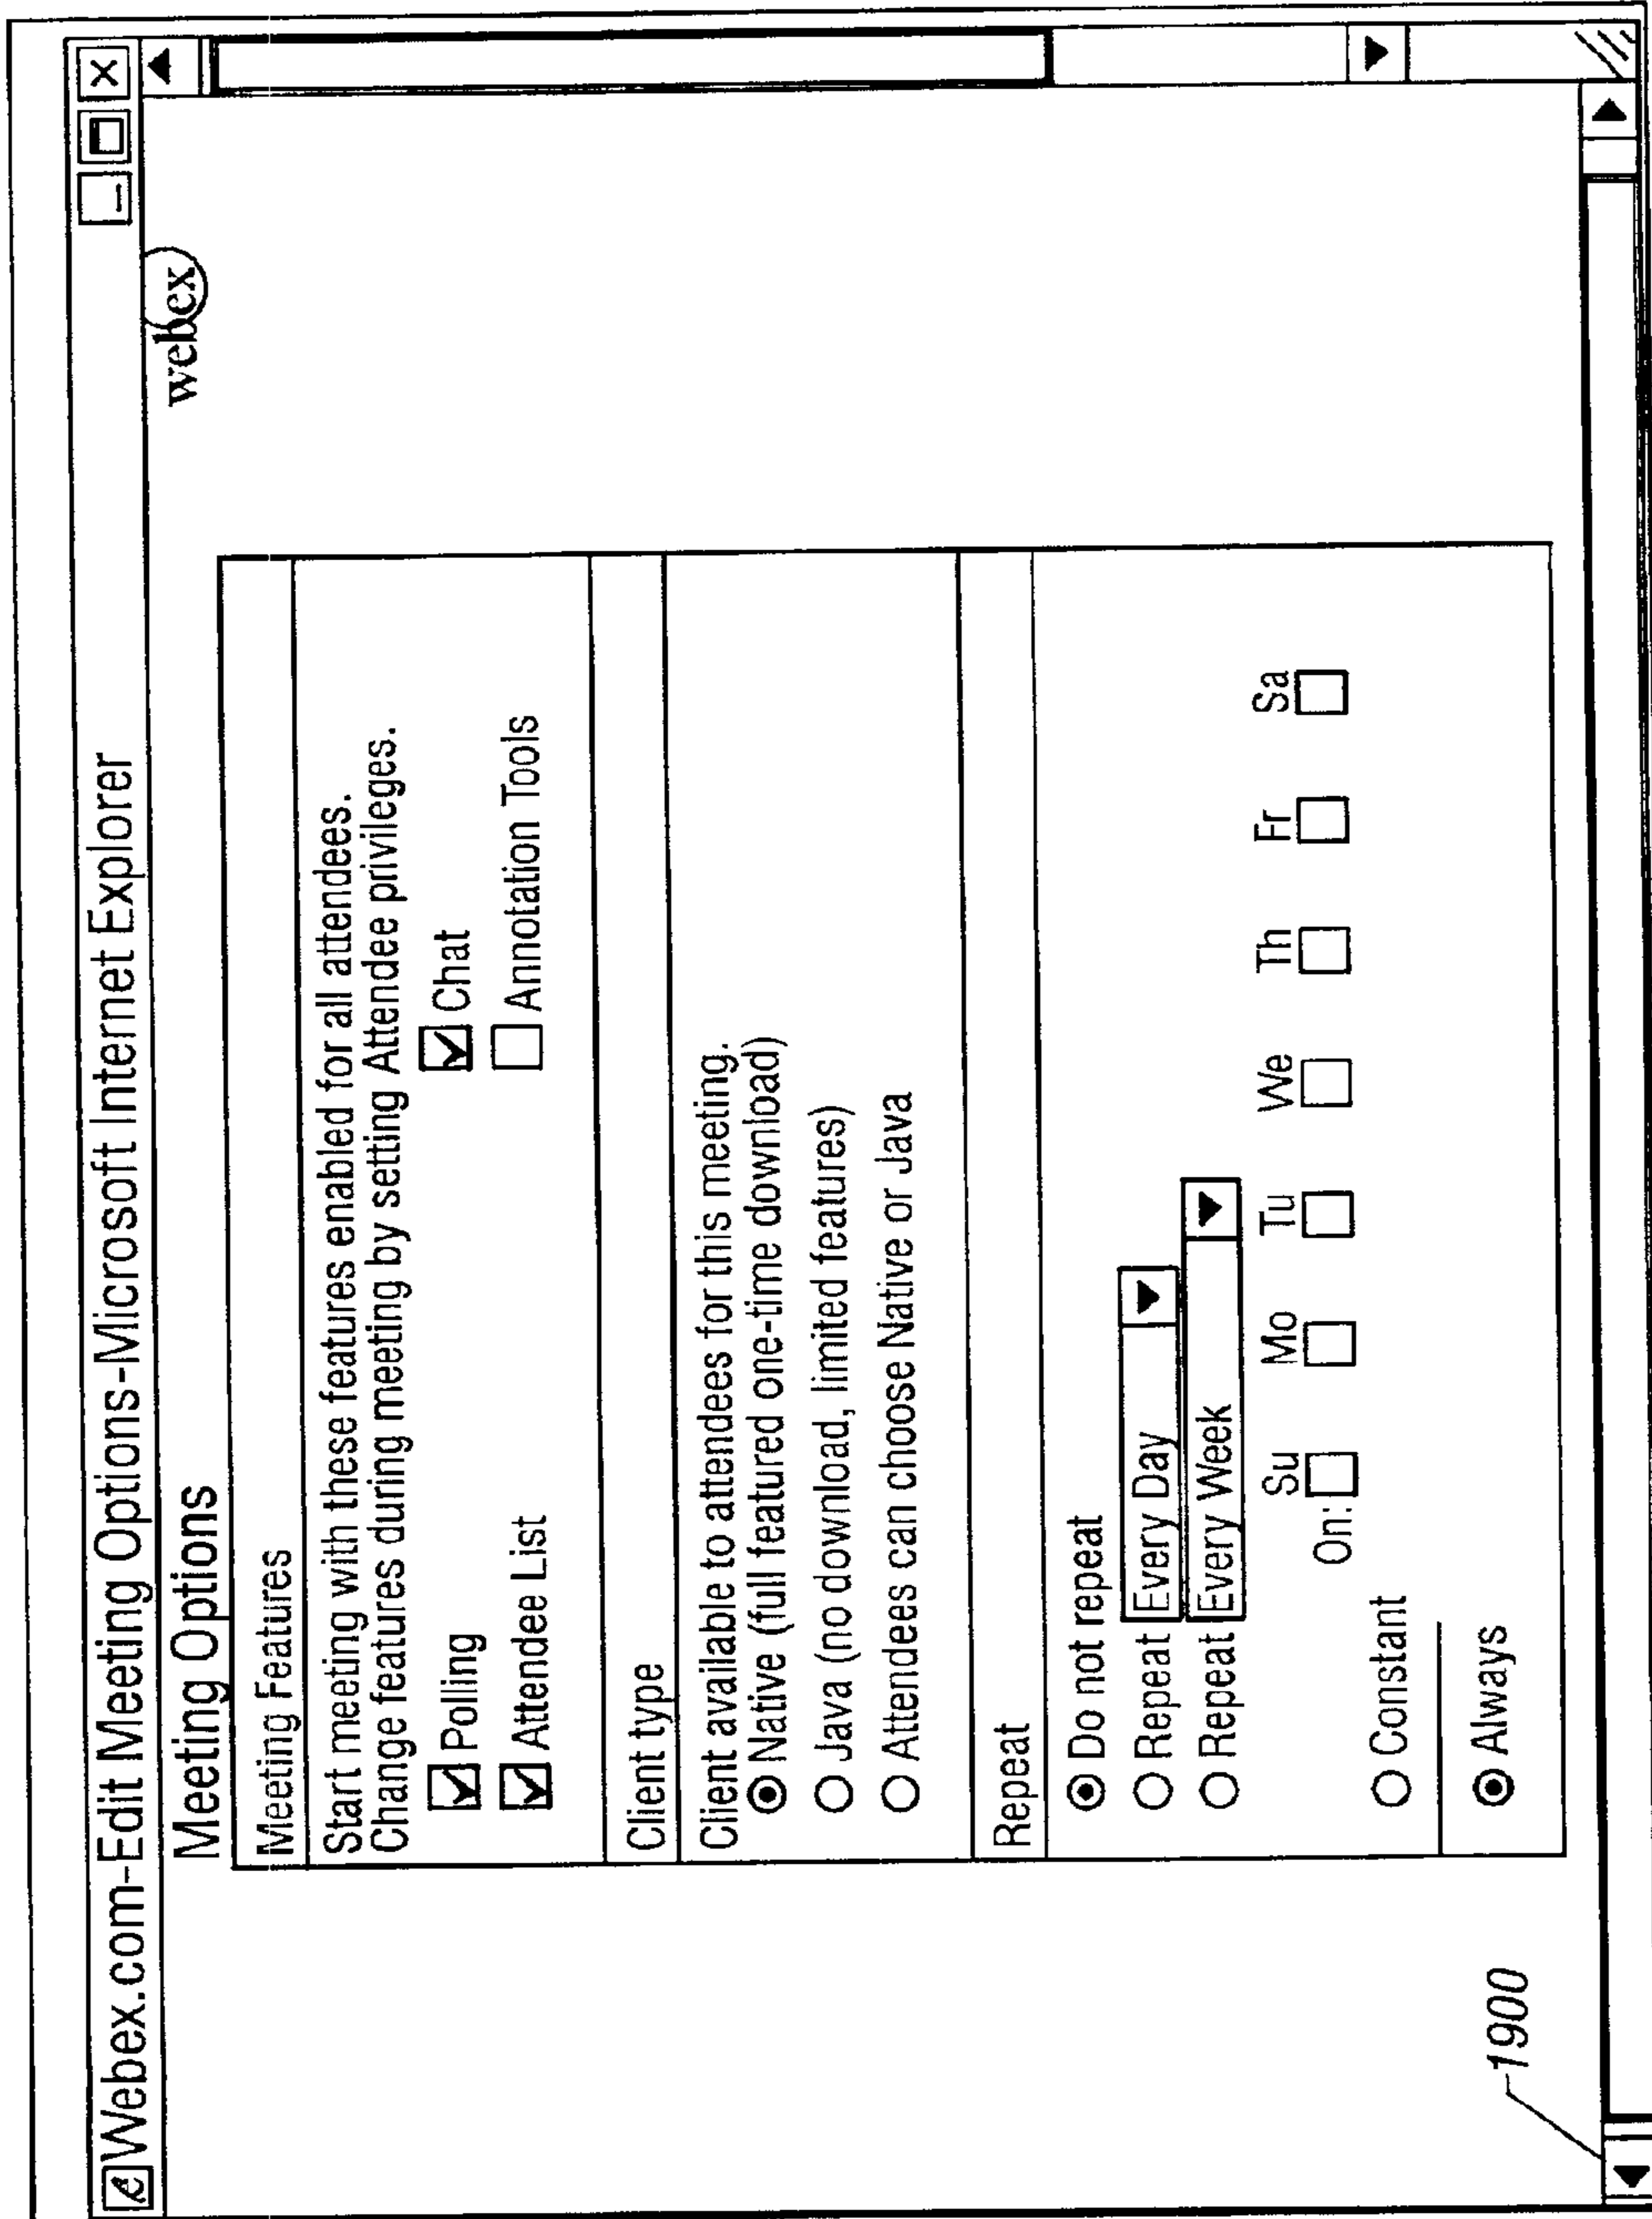 Webex.com-Edit Meeting Options-Microsoft Internet Explorer
webex
Meeting Options
Meeting Features
Start meeting with these features enabled for all attendees.
Change features during meeting by setting Attendee privileges.
Polling Chat
Attendee List Annotation Tools
Client type
Client available to attendees for this meeting.
Native (full featured one-time download)
Java (no download, limited features)
Attendees can choose Native or Java
Repeat
Do not repeat
Repeat Every Day
Repeat Every Week
Su Mo Tu We Th Fr Sa
On:
Constant
Always
1900